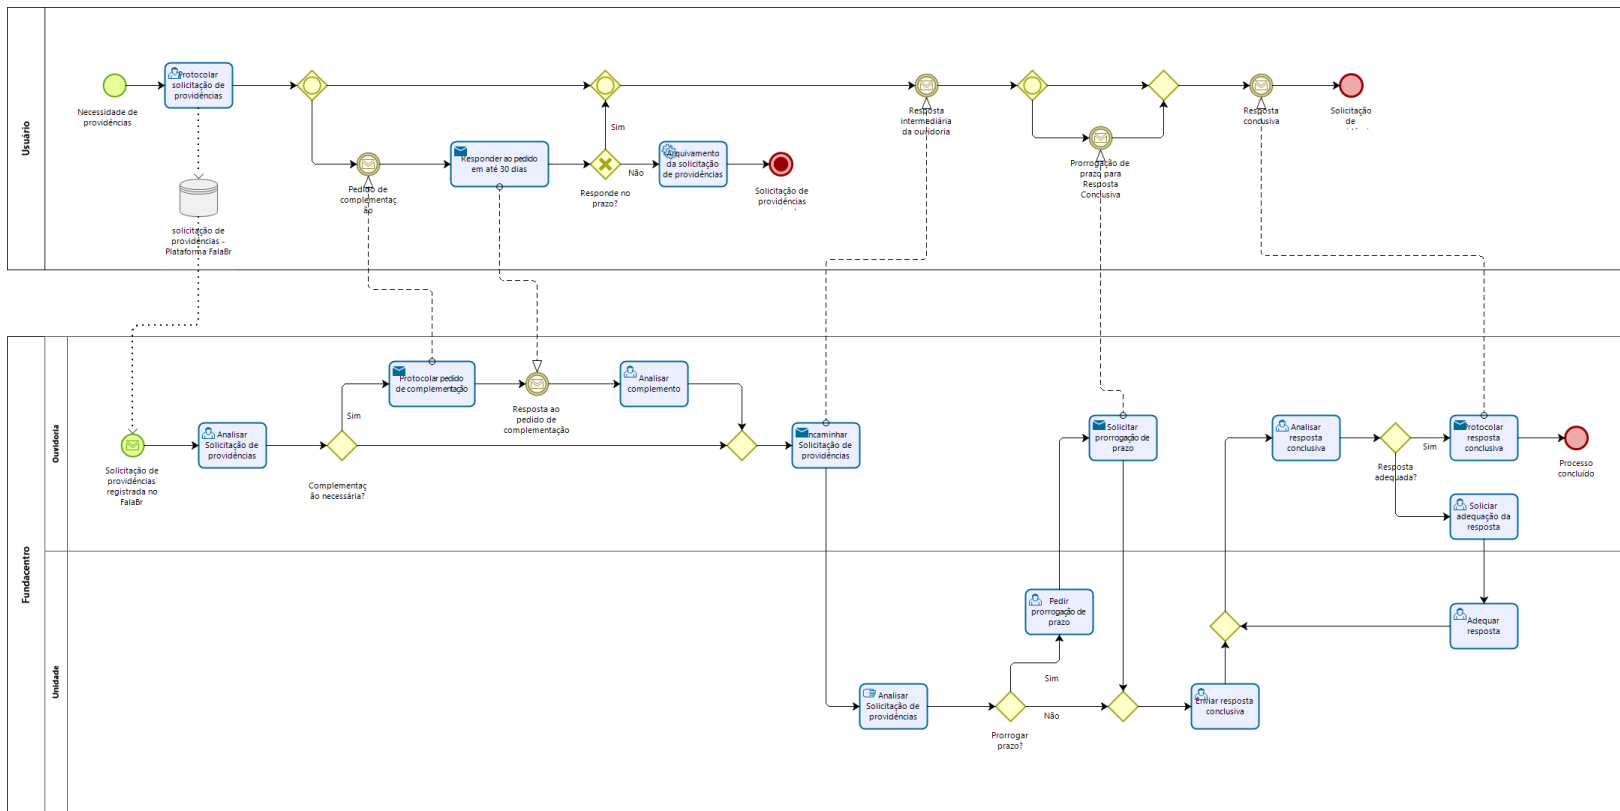 Usuário
Necessidade de
providências
Protocolar
solicitação de
providências
solicitação de
providências -
Plataforma FalaBr
Pedido de
complementaç
ão
Responder ao pedido
em até 30 dias
Sim
Responde no
prazo?
Não
Arquivamento
da solicitação
de providências
Solicitação de
providências
Resposta
intermediária
da ouvidoria
Prorrogação de
prazo para
Resposta
Conclusiva
Resposta
conclusiva
Solicitação
de
Fundacentro
Ouvidoria
Solicitação de
providências
registrada no
FalaBr
Analisar
Solicitação de
providências
Complementaç
ão necessária?
Sim
Protocolar pedido
de complementação
Resposta ao
pedido de
complementação
Analisar
complemento
Encaminhar
Solicitação de
providências
Solicitar
prorrogação de
prazo
Analisar
resposta
conclusiva
Resposta
adequada?
Sim
Protocolar
resposta
conclusiva
Processo
concluído
Soliciar
adequação da
resposta
Unidade
Analisar
Solicitação de
providências
Prorrogar
prazo?
Sim
Não
Pedir
prorrogação de
prazo
Enviar resposta
conclusiva
Adequar
resposta